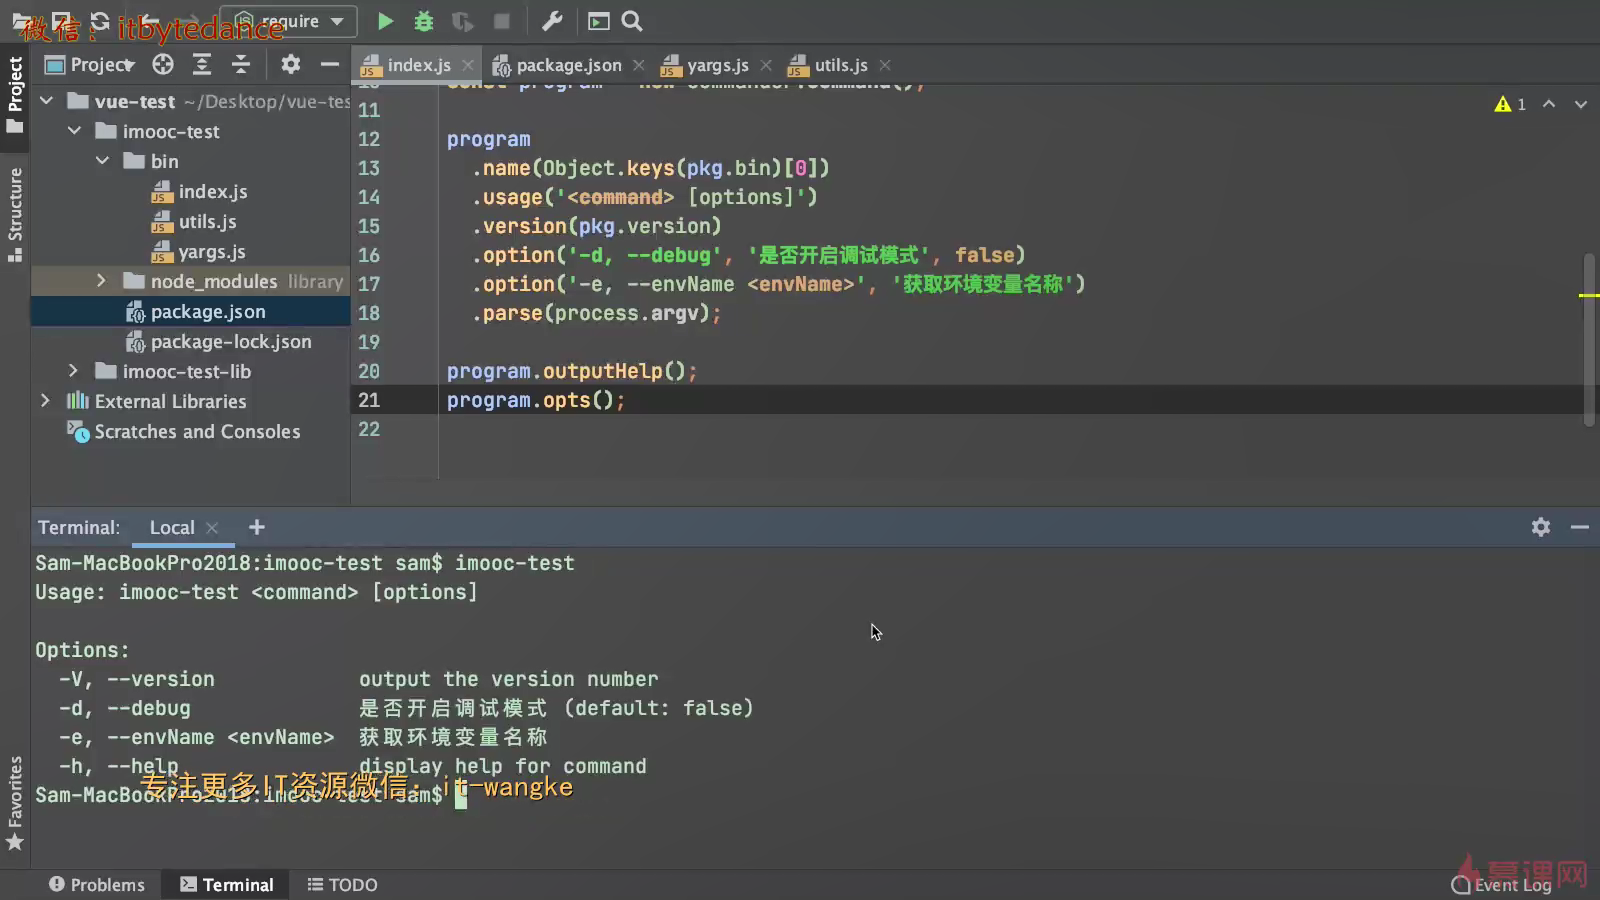 微信：itbytedance
require
Project
Project
index.js
package.json
yargs.js
utils.js
vue-test ~/Desktop/vue-tes
imooc-test
bin
index.js
utils.js
yargs.js
node_modules library
package.json
package-lock.json
imooc-test-lib
External Libraries
Scratches and Consoles
Structure
Favorites
1
11
12 program
13 .name(Object.keys(pkg.bin)[0])
14 .usage('<command> [options]')
15 .version(pkg.version)
16 .option('-d, --debug', '是否开启调试模式', false)
17 .option('-e, --envName <envName>', '获取环境变量名称')
18 .parse(process.argv);
19
20 program.outputHelp();
21 program.opts();
22
Terminal: Local
Sam-MacBookPro2018:imooc-test sam$ imooc-test
Usage: imooc-test <command> [options]
Options:
-V, --version output the version number
-d, --debug 是否开启调试模式 (default: false)
-e, --envName <envName> 获取环境变量名称
-h, --help display help for command
专注更多IT资源微信：it-wangke
Sam-MacBookPro2018:imooc-test sam$
慕课网
Problems
Terminal
TODO
Event Log